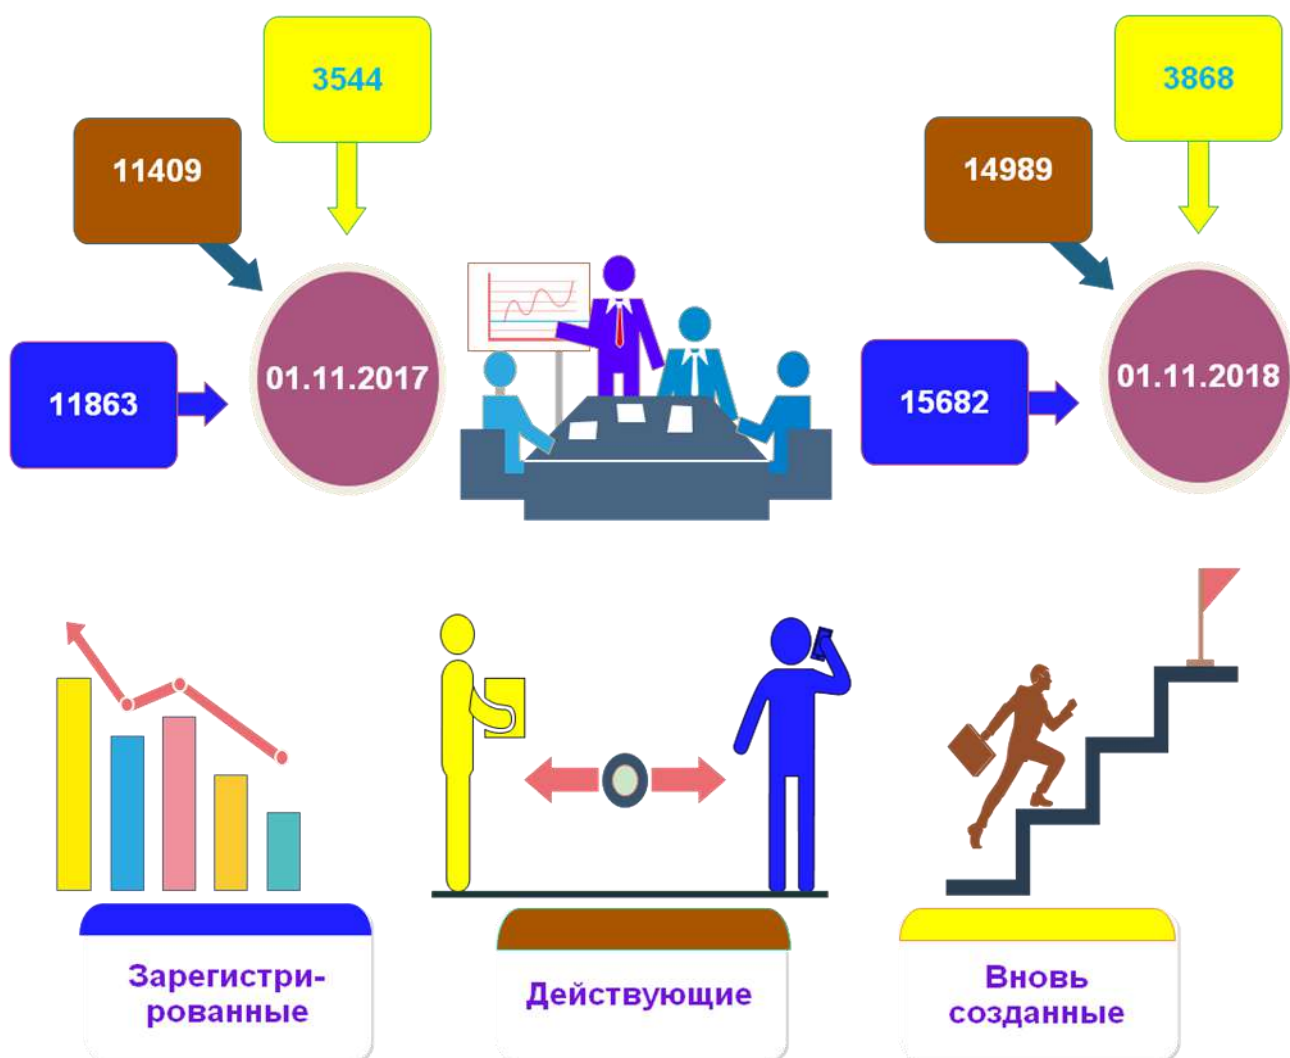 3544
11409
11863
01.11.2017
3868
14989
15682
01.11.2018
Зарегистри-
рованные
Действующие
Вновь
созданные